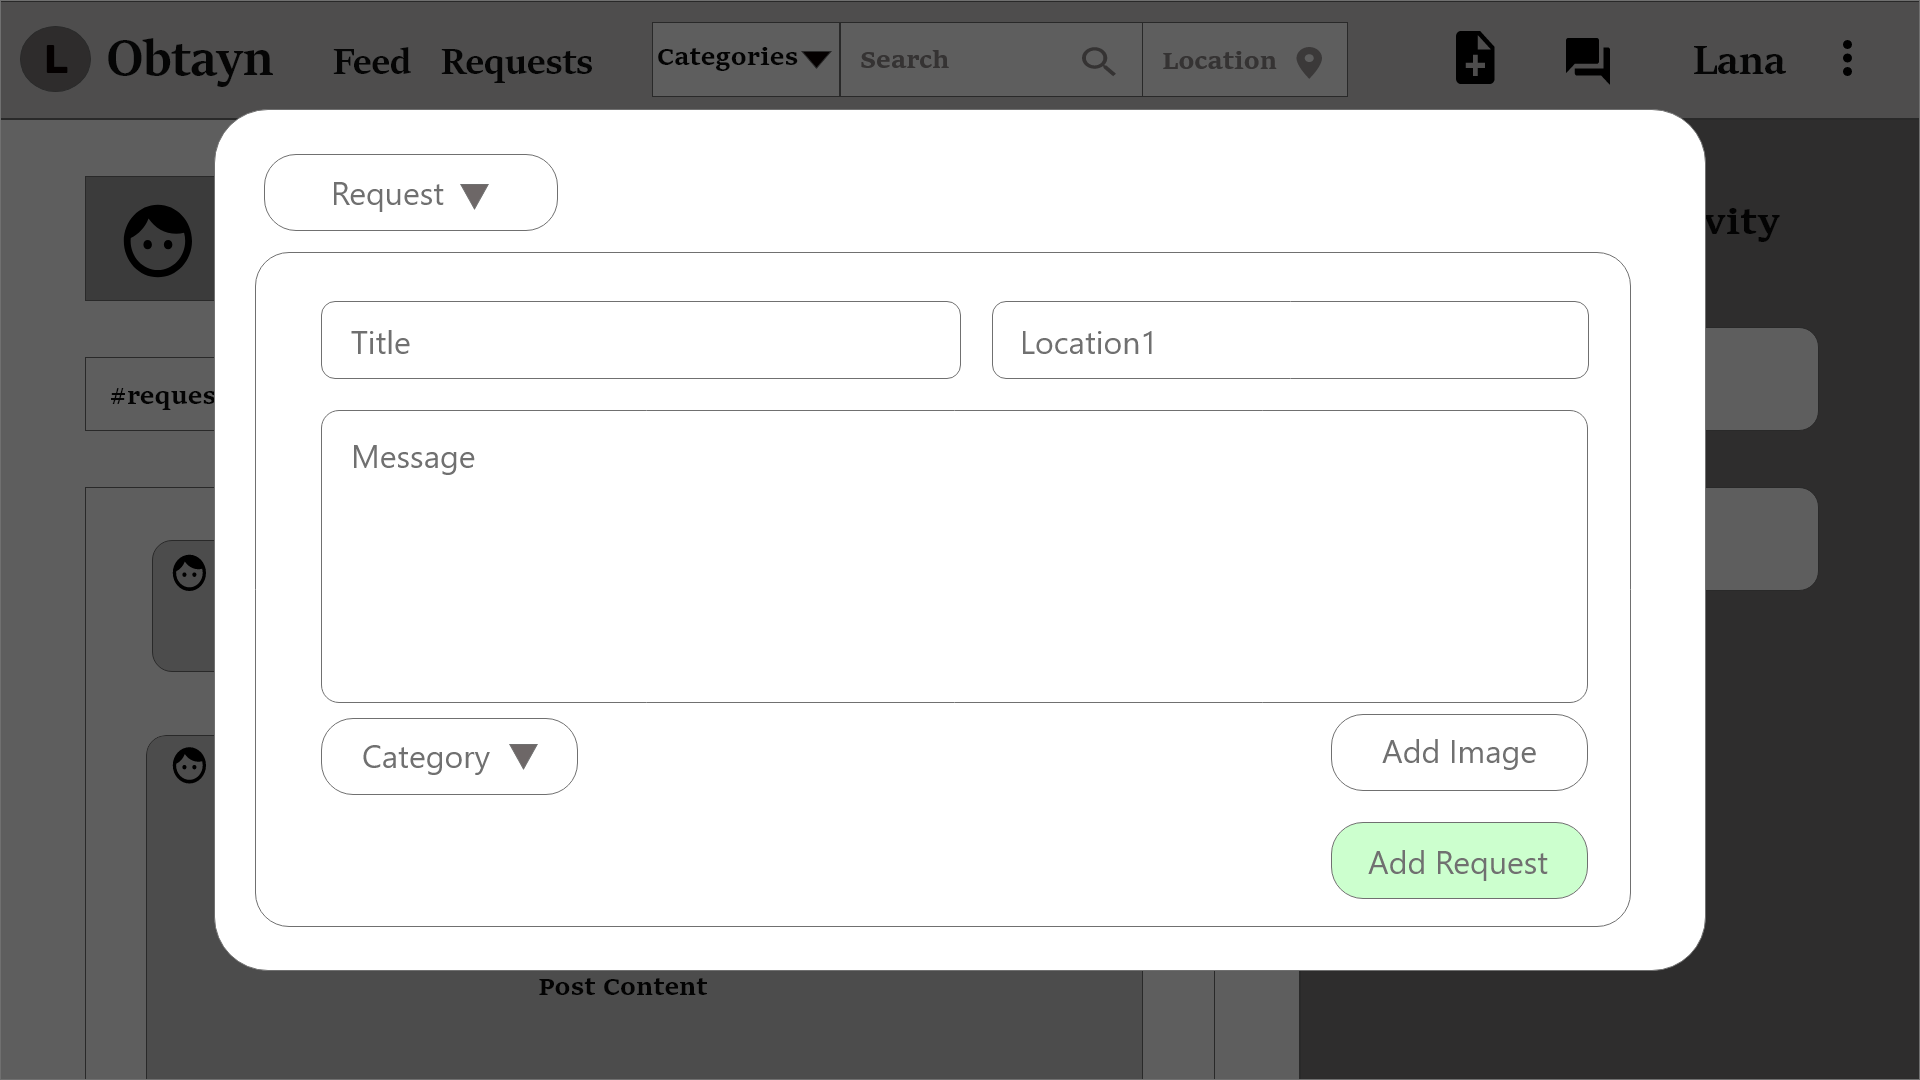 L Obtayn Feed Requests Categories Search Location Lana
Request
vity
Title Location1
#reques
Message
Category Add Image
Add Request
Post Content